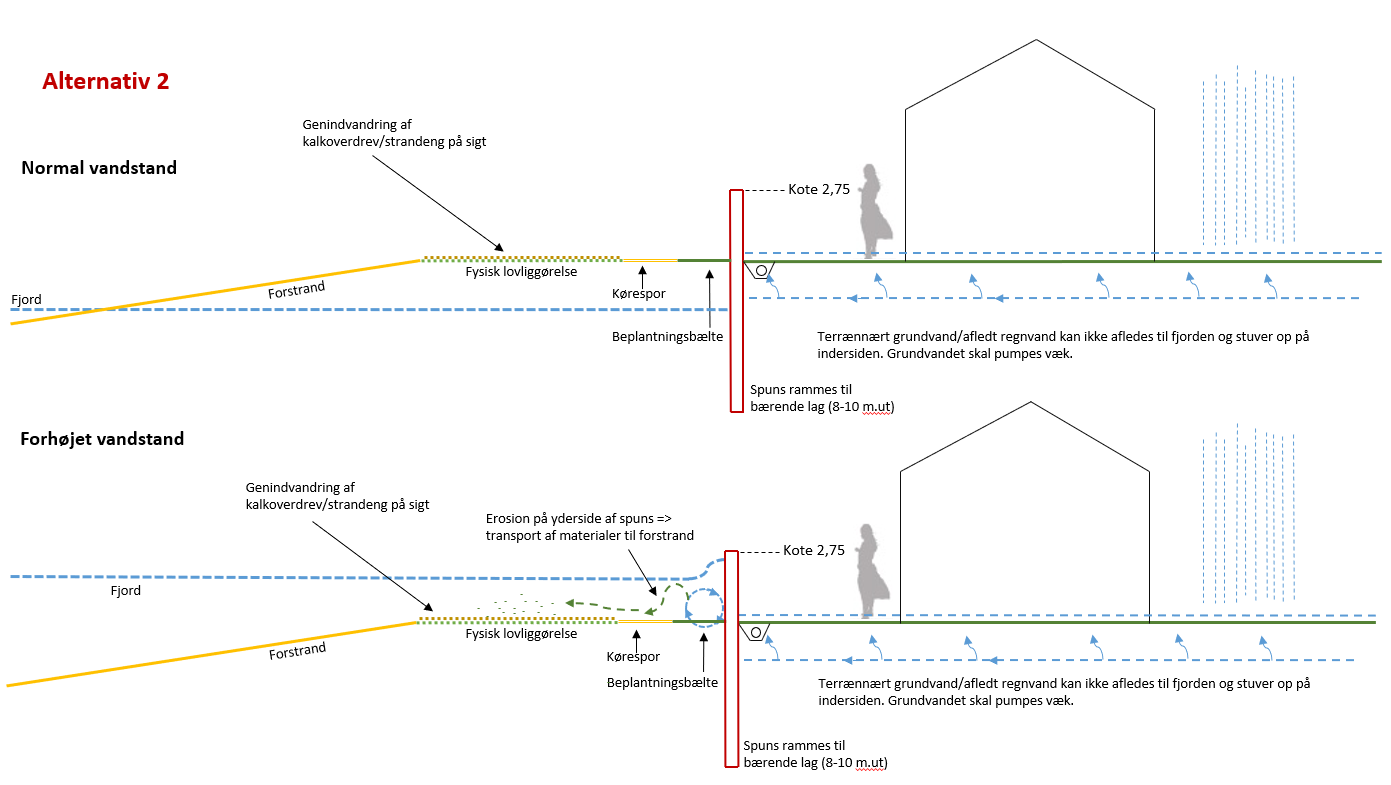 Alternativ 2
Genindvandring af
kalkoverdrev/strandeng på sigt
Normal vandstand
Kote 2,75
Fysisk lovliggørelse
Forstrand
Kørespor
Fjord
Beplantningsbælte
Terrænnært grundvand/afledt regnvand kan ikke afledes til fjorden og stuver op på
indersiden. Grundvandet skal pumpes væk.
Spuns rammes til
bærende lag (8-10 m.ut)
Forhøjet vandstand
Genindvandring af
kalkoverdrev/strandeng på sigt
Erosion på yderside af spuns =>
transport af materialer til forstrand
Kote 2,75
Fjord
Fysisk lovliggørelse
Forstrand
Kørespor
Beplantningsbælte
Terrænnært grundvand/afledt regnvand kan ikke afledes til fjorden og stuver op på
indersiden. Grundvandet skal pumpes væk.
Spuns rammes til
bærende lag (8-10 m.ut)